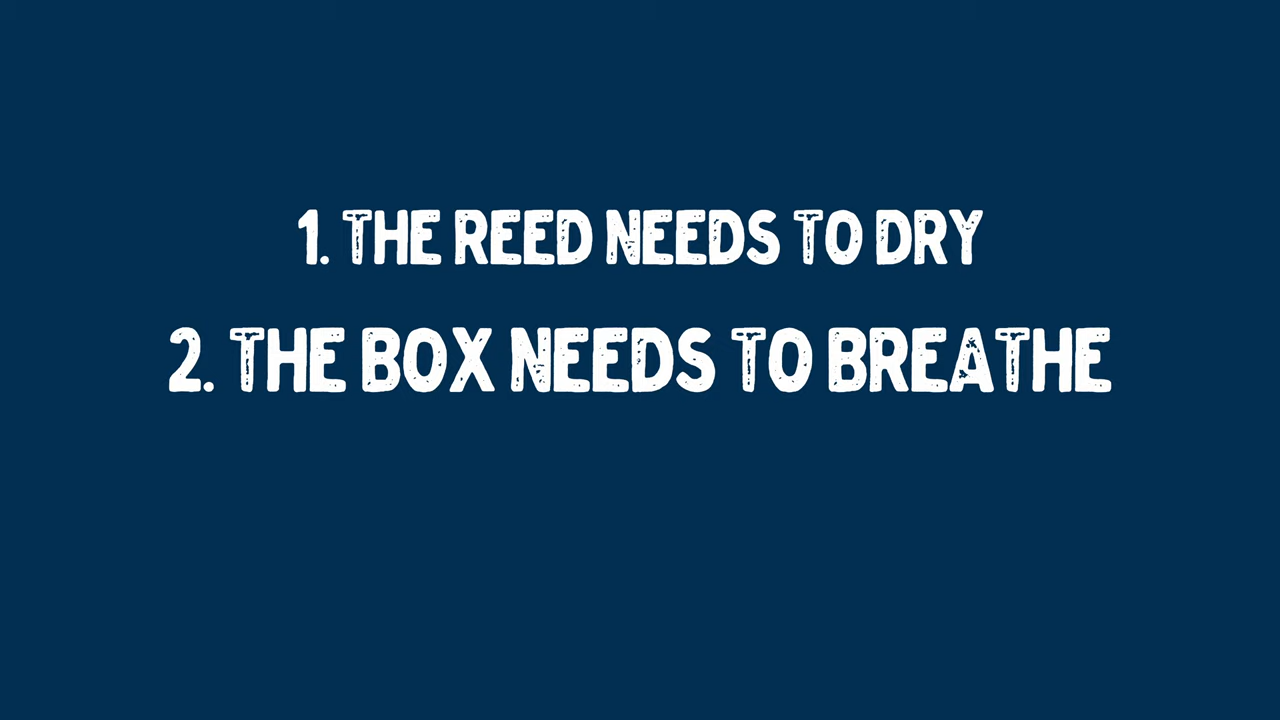 1. THE REED NEEDS TO DRY
2. THE BOX NEEDS TO BREATHE